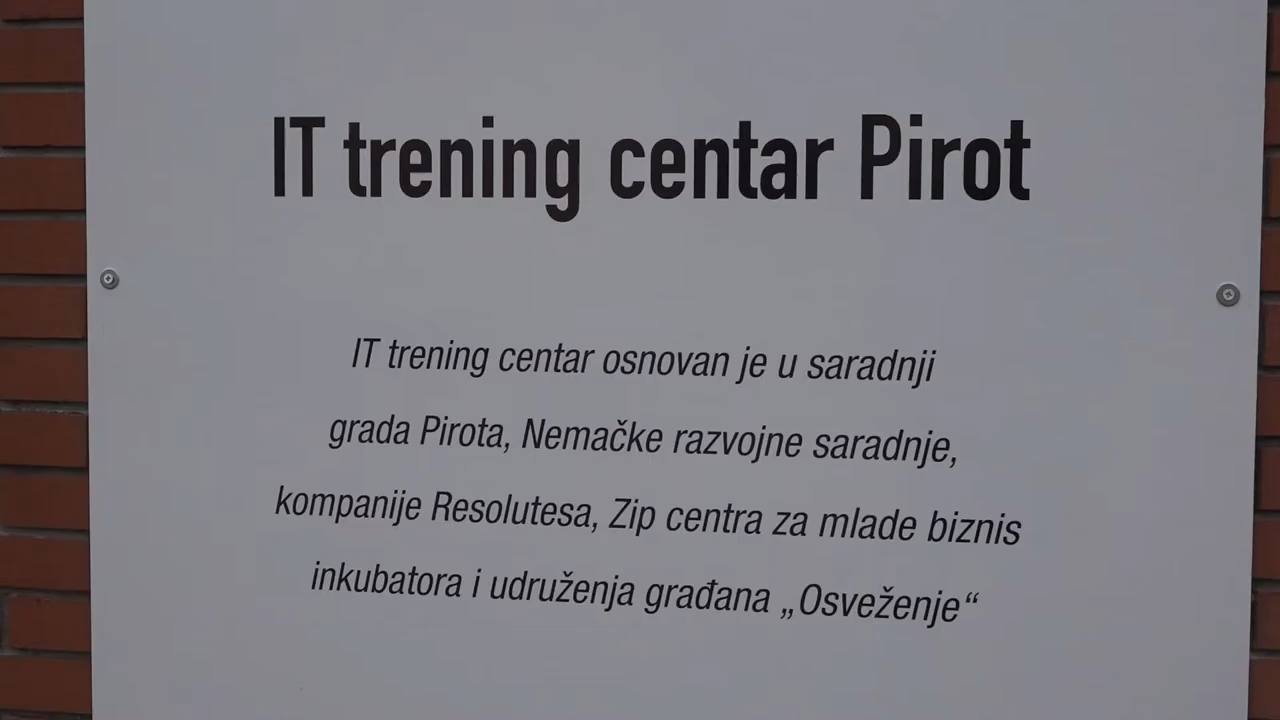 IT trening centar Pirot
IT trening centar osnovan je u saradnji
grada Pirota, Nemačke razvojne saradnje,
kompanije Resolutesa, Zip centra za mlade biznis
inkubatora i udruženja građana „Osveženje“